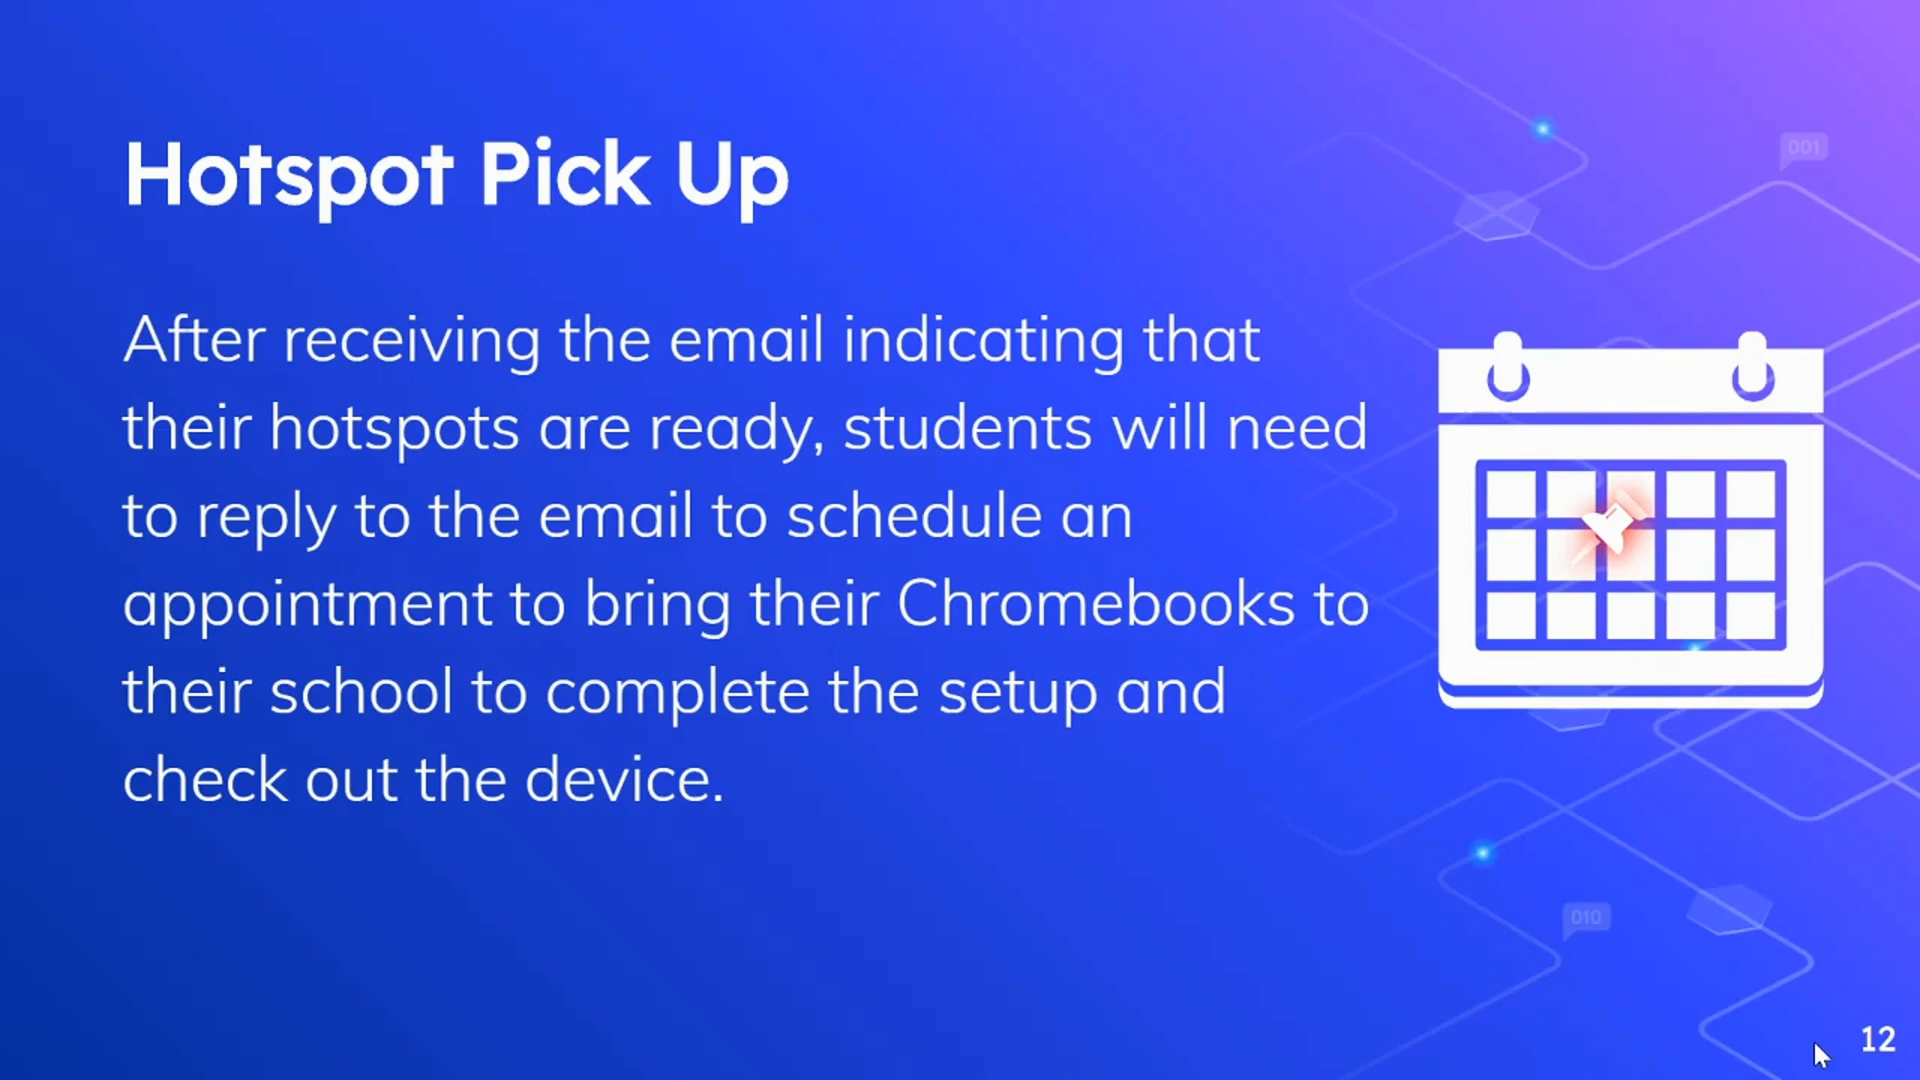 Hotspot Pick Up
After receiving the email indicating that
their hotspots are ready, students will need
to reply to the email to schedule an
appointment to bring their Chromebooks to
their school to complete the setup and
check out the device.
001
010
12